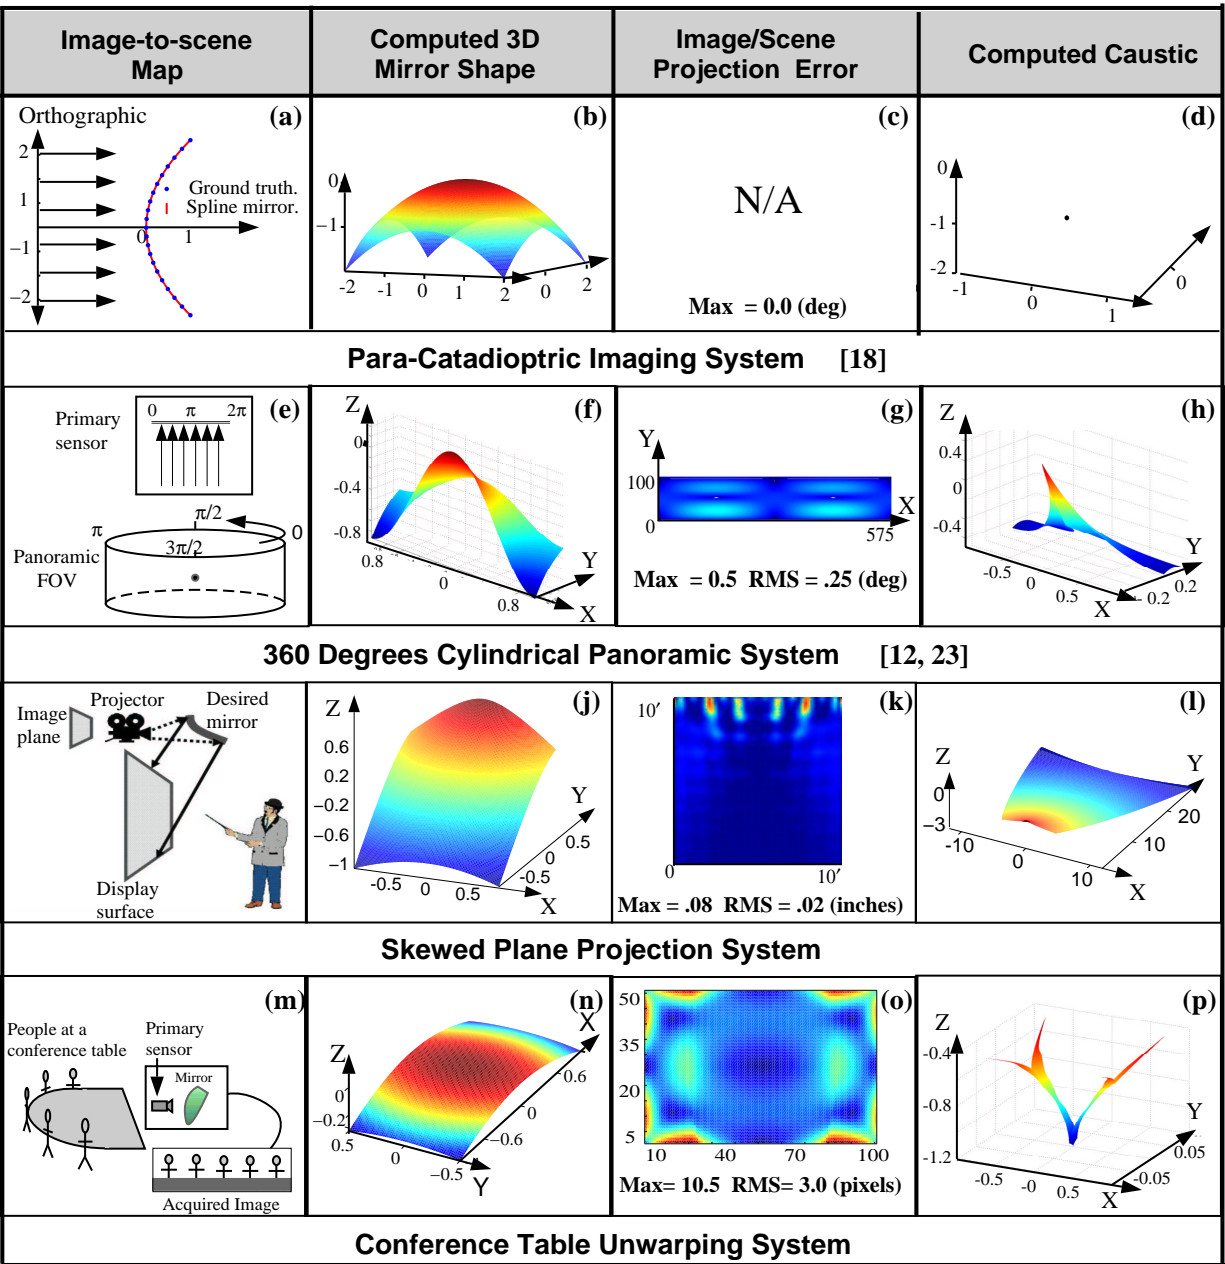 Image-to-scene Map
Computed 3D Mirror Shape
Image/Scene Projection Error
Computed Caustic
Orthographic
(a)
2
1
0
1
−1
−2
Ground truth.
Spline mirror.
(b)
0
−1
-2 -1 0 1 2 0 2
(c)
N/A
Max = 0.0 (deg)
(d)
0
-1
-2
-1 0 1 0
Para-Catadioptric Imaging System [18]
(e)
Primary sensor
0 π 2π
π/2
π
0
3π/2
Panoramic FOV
(f)
Z
0
-0.4
-0.8
0.8 0 0.8
Y
X
(g)
Y
100
0
X
575
Max = 0.5 RMS = .25 (deg)
(h)
Z
0.4
0
-0.4
-0.5 0 0.5
X
- 0.2 0.2
Y
360 Degrees Cylindrical Panoramic System [12, 23]
Image plane
Projector
Desired mirror
Display surface
(j)
Z
0.6
0.2
−0.2
−0.6
−1
-0.5 0 0.5
X
-0.5 0 0.5
Y
(k)
10′
0
10′
Max = .08 RMS = .02 (inches)
(l)
Z
0
−3
-10 0 10
X
10 20
Y
Skewed Plane Projection System
(m)
People at a conference table
Primary sensor
Mirror
Acquired Image
(n)
Z
0
−0.2
0.5 0 −0.5
Y
−0.6 0 0.6
X
(o)
50
35
20
5
10 40 70 100
Max= 10.5 RMS= 3.0 (pixels)
(p)
Z
-0.4
-0.8
-1.2
-0.5 -0 0.5
X
-0.05 0.05
Y
Conference Table Unwarping System